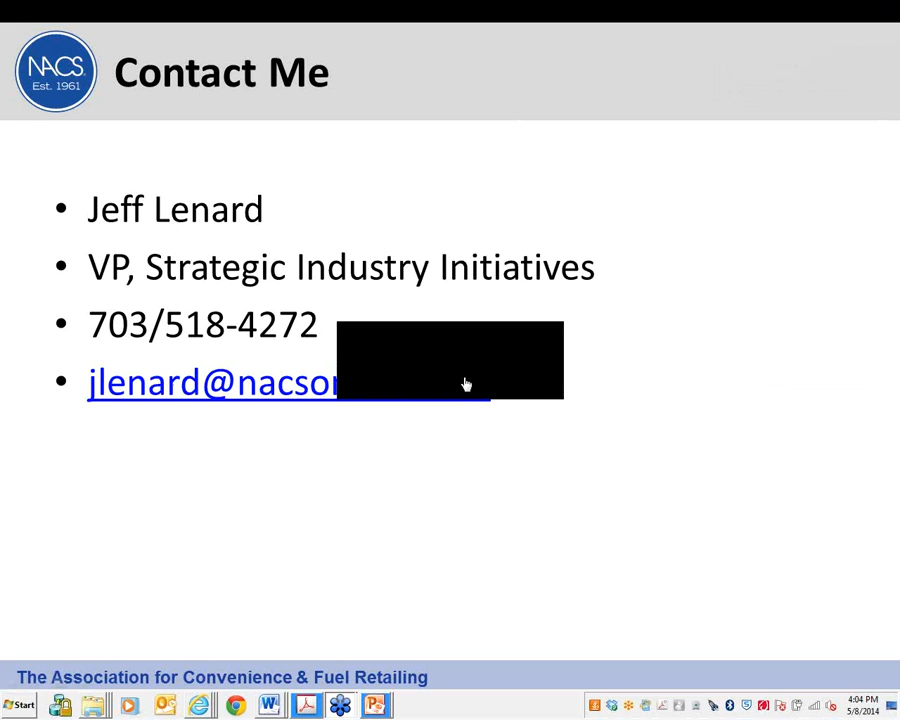 NACS
Est. 1961
Contact Me
• Jeff Lenard
• VP, Strategic Industry Initiatives
• 703/518-4272
• jlenard@nacso
The Association for Convenience & Fuel Retailing
Start
4:04 PM
5/8/2014